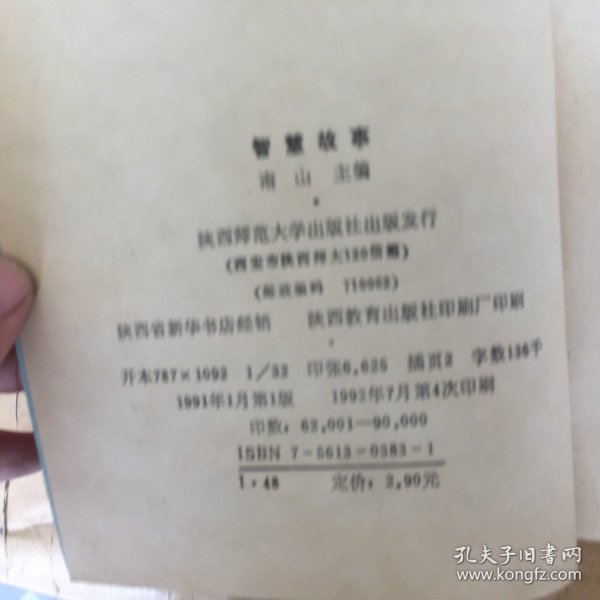 智慧故事
南山 主编
陕西师范大学出版社出版发行
(西安市陕西师大120信箱)
(邮政编码 710062)
陕西省新华书店经销 陕西教育出版社印刷厂印刷
开本787×1092 1/32 印张6,625 插页2 字数136千
1991年1月第1版 1992年7月第4次印刷
印数:62,001—90,000
ISBN 7-5613-0383-1
I·48 定价:2,90元
孔夫子旧书网
www.kongfz.com